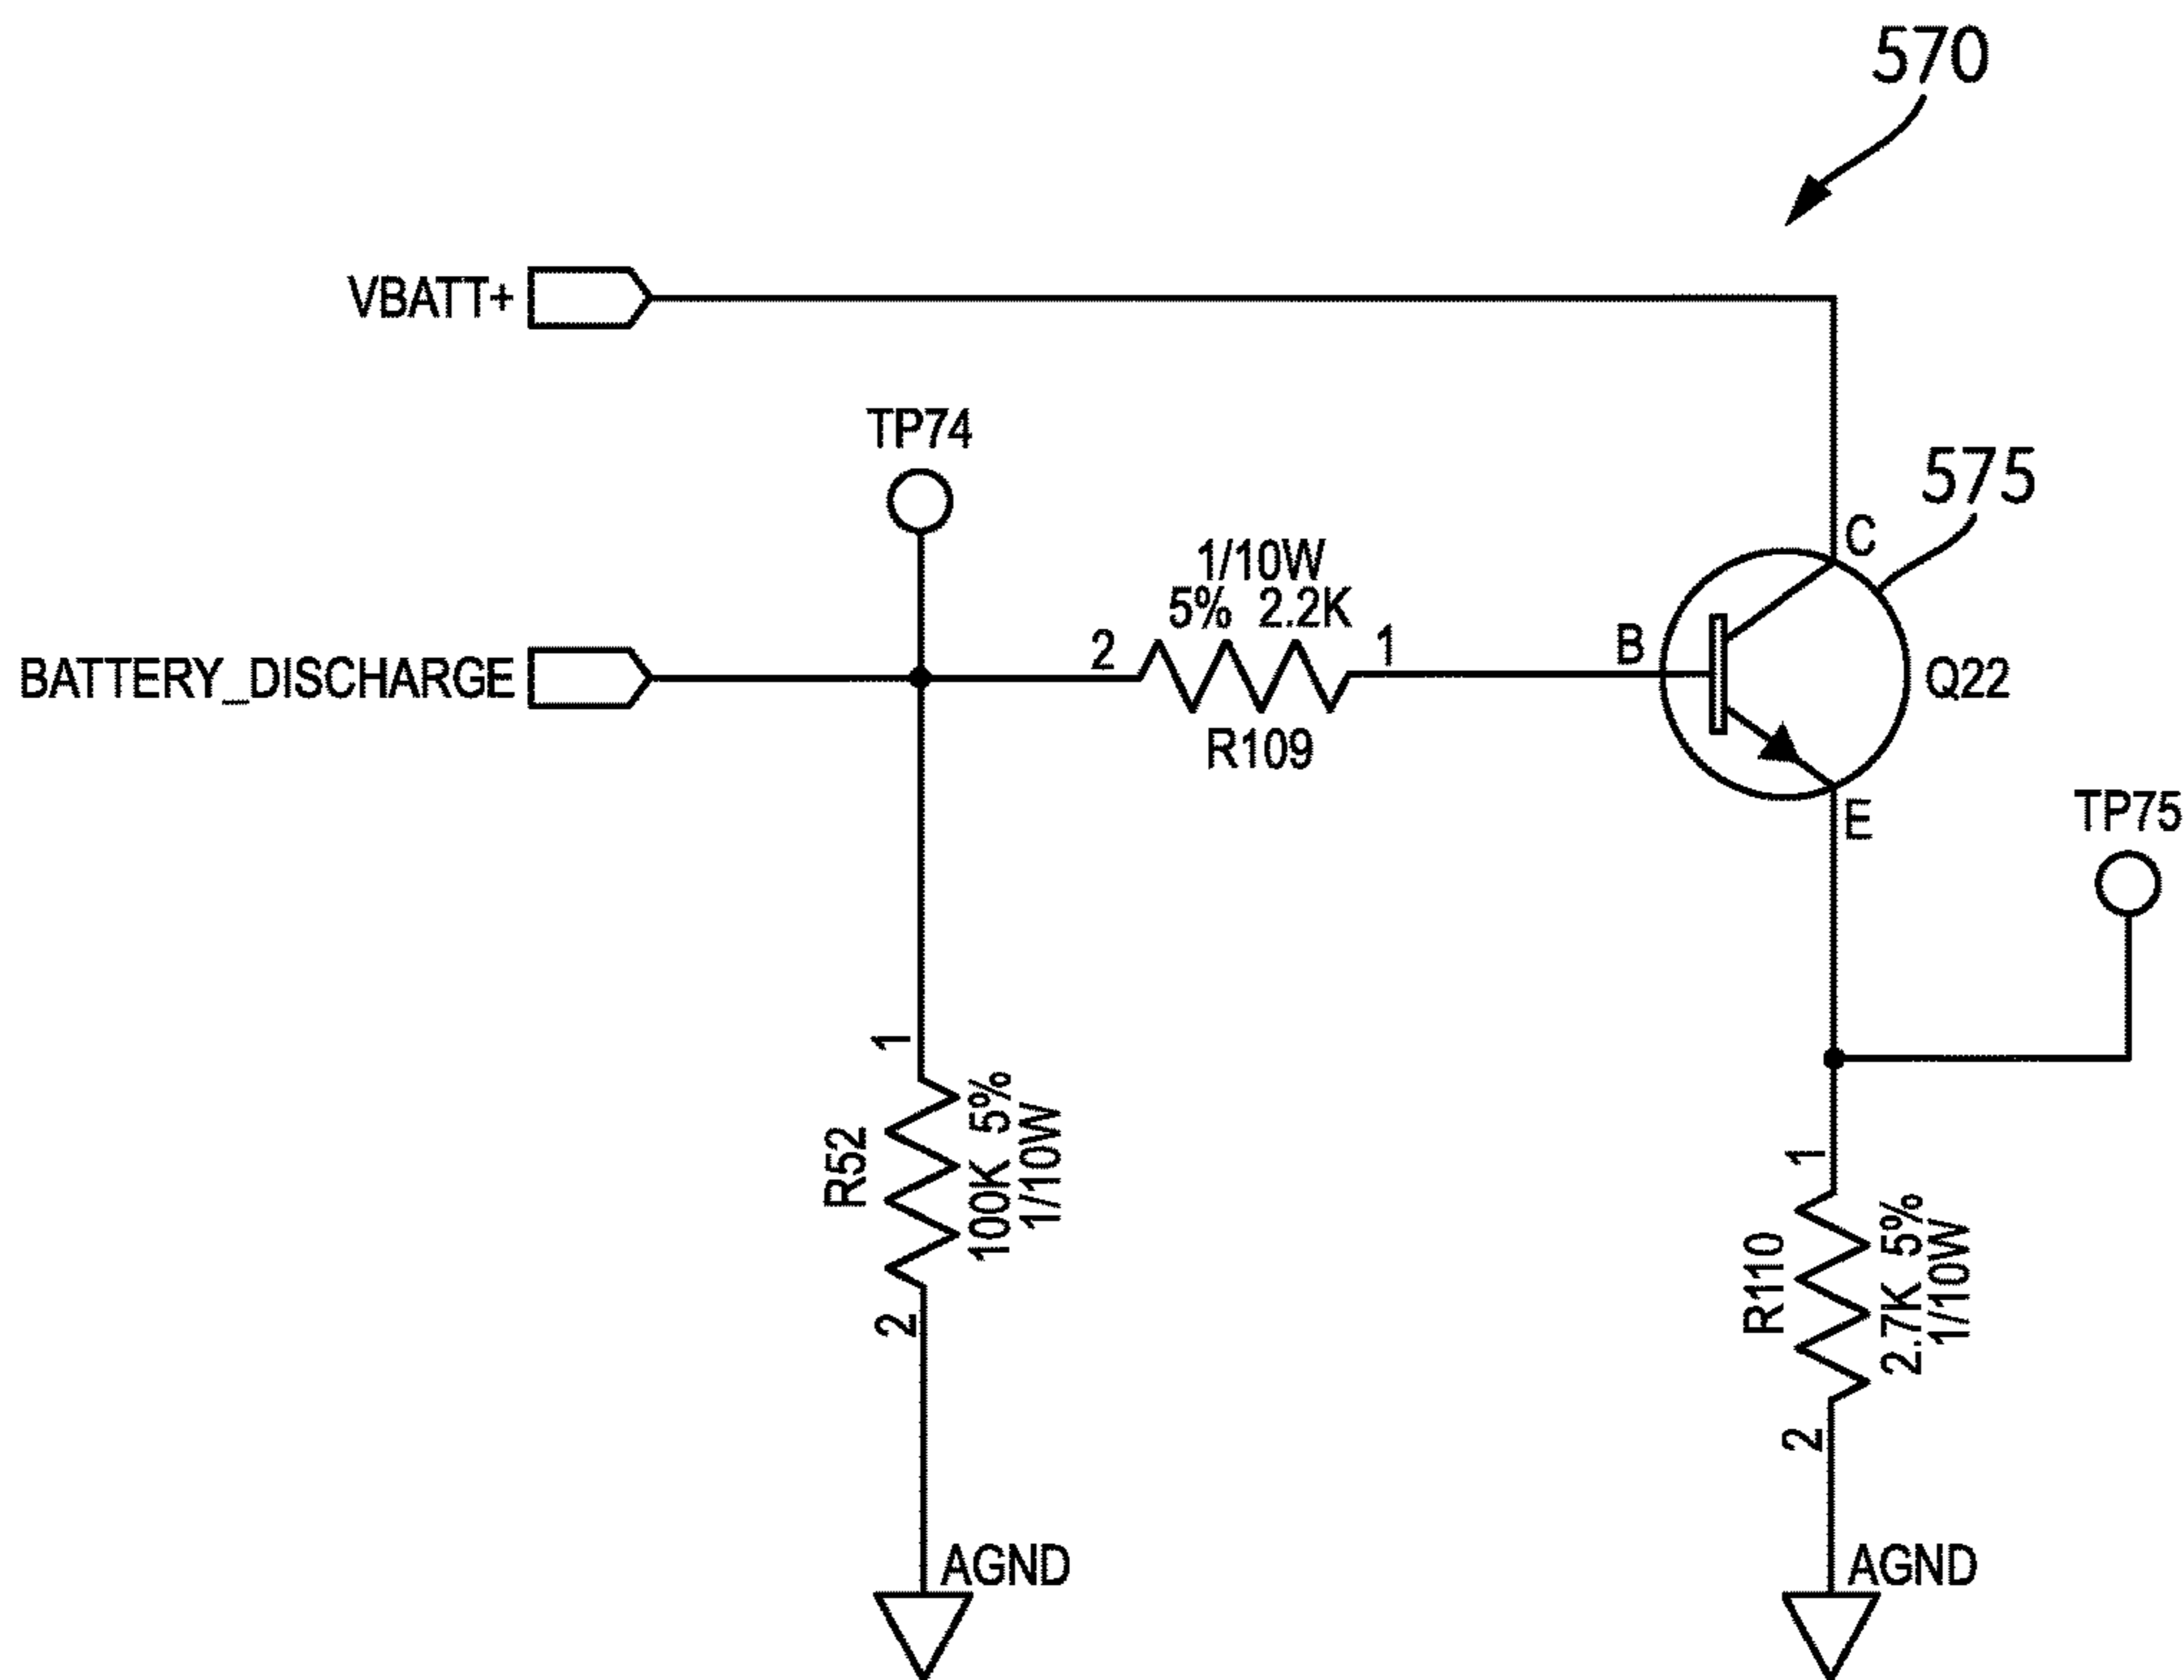 570
VBATT+
TP74
575
C
1/10W
5% 2.2K
BATTERY_DISCHARGE
2
1
B
Q22
R109
E
TP75
1
R52
100K 5%
1/10W
2
1
R110
2.7K 5%
1/10W
2
AGND
AGND